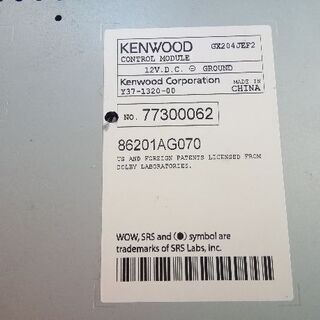 KENWOOD GX204JEF2
CONTROL MODULE
12V.D.C. ⊖ GROUND
Kenwood Corporation MADE IN
Y37-1320-00 CHINA
NO. 77300062
86201AG070
US AND FOREIGN PATENTS LICENSED FROM
DOLBY LABORATORIES.
WOW, SRS and (●) symbol are
trademarks of SRS Labs, inc.